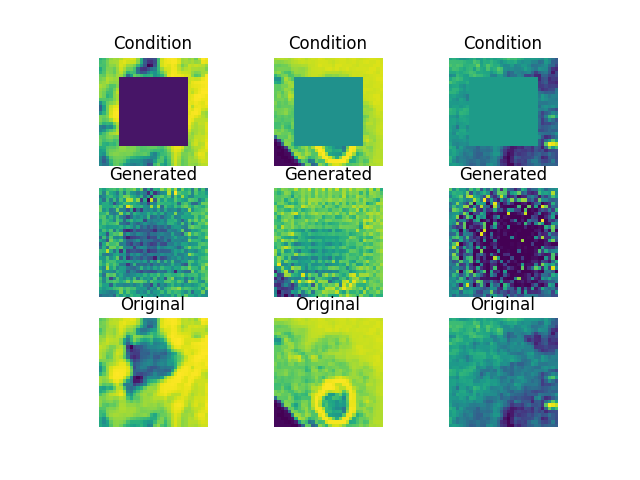 Condition Condition Condition
Generated Generated Generated
Original Original Original